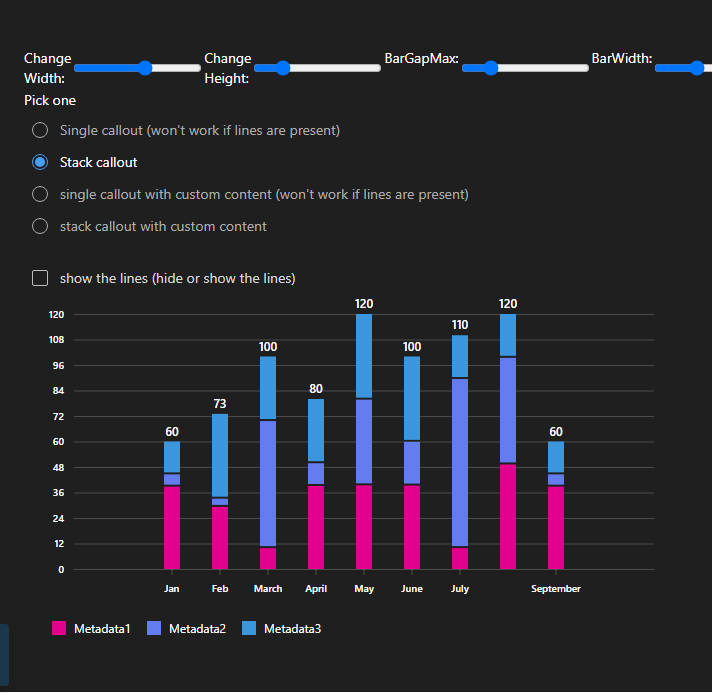 Change Width:
Change Height:
BarGapMax:
BarWidth:
Pick one
Single callout (won't work if lines are present)
Stack callout
single callout with custom content (won't work if lines are present)
stack callout with custom content
show the lines (hide or show the lines)
120
108
96
84
72
60
48
36
24
12
0
60
73
100
80
120
100
110
120
60
Jan
Feb
March
April
May
June
July
September
Metadata1
Metadata2
Metadata3